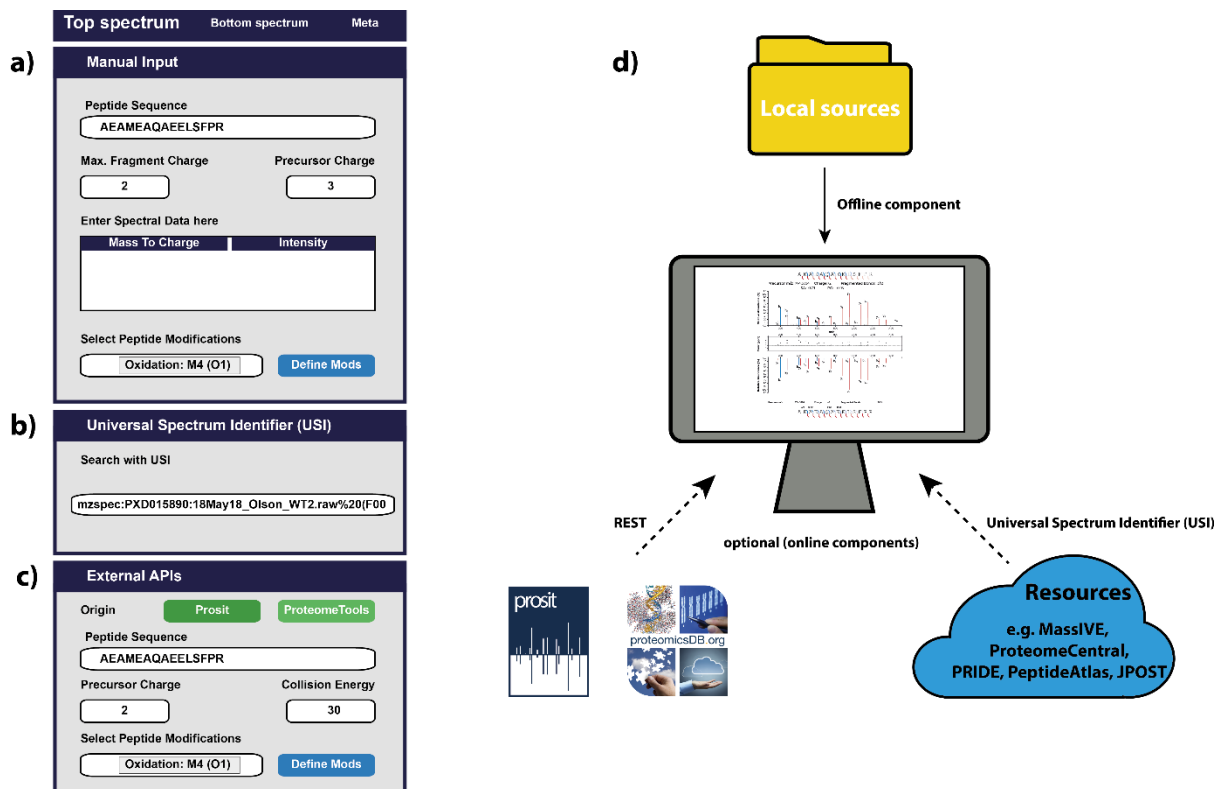 Top spectrum Bottom spectrum Meta
a)
Manual Input
Peptide Sequence
AEAMEAQAEELSFPR
Max. Fragment Charge Precursor Charge
2 3
Enter Spectral Data here
Mass To Charge Intensity
Select Peptide Modifications
Oxidation: M4 (O1) Define Mods
b)
Universal Spectrum Identifier (USI)
Search with USI
mzspec:PXD015890:18May18_Olson_WT2.raw%20(F00
c)
External APIs
Origin Prosit ProteomeTools
Peptide Sequence
AEAMEAQAEELSFPR
Precursor Charge Collision Energy
2 30
Select Peptide Modifications
Oxidation: M4 (O1) Define Mods
d)
Local sources
Offline component
REST
optional (online components)
Universal Spectrum Identifier (USI)
prosit
proteomicsDB.org
Resources
e.g. MassIVE,
ProteomeCentral,
PRIDE, PeptideAtlas, JPOST